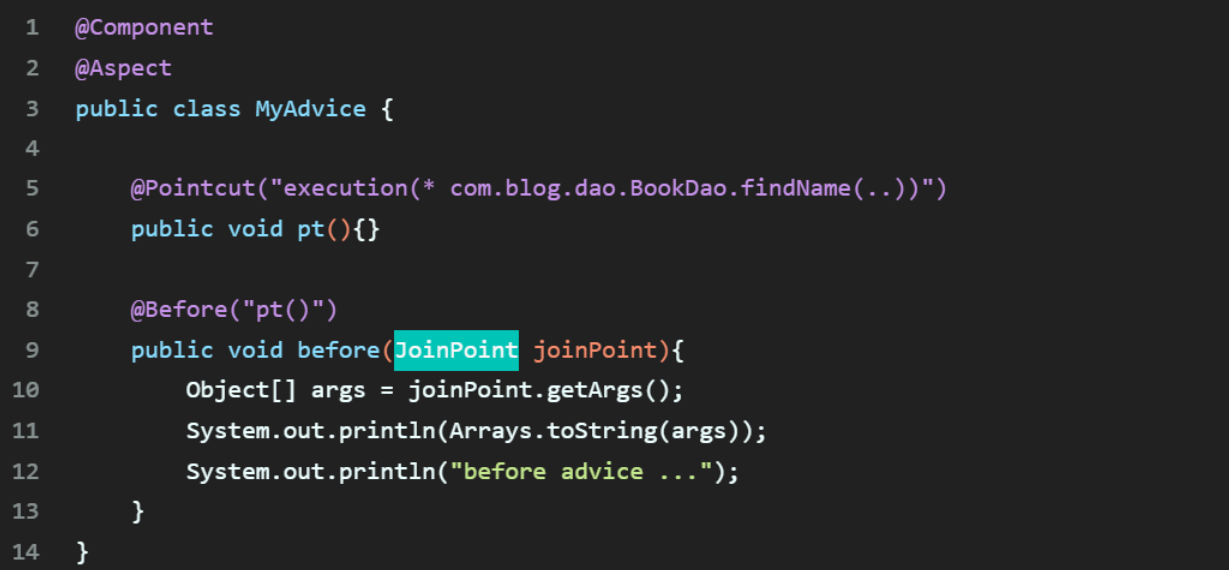 1 @Component
2 @Aspect
3 public class MyAdvice {
4
5 @Pointcut("execution(* com.blog.dao.BookDao.findName(..))")
6 public void pt(){}
7
8 @Before("pt()")
9 public void before(JoinPoint joinPoint){
10 Object[] args = joinPoint.getArgs();
11 System.out.println(Arrays.toString(args));
12 System.out.println("before advice ...");
13 }
14 }